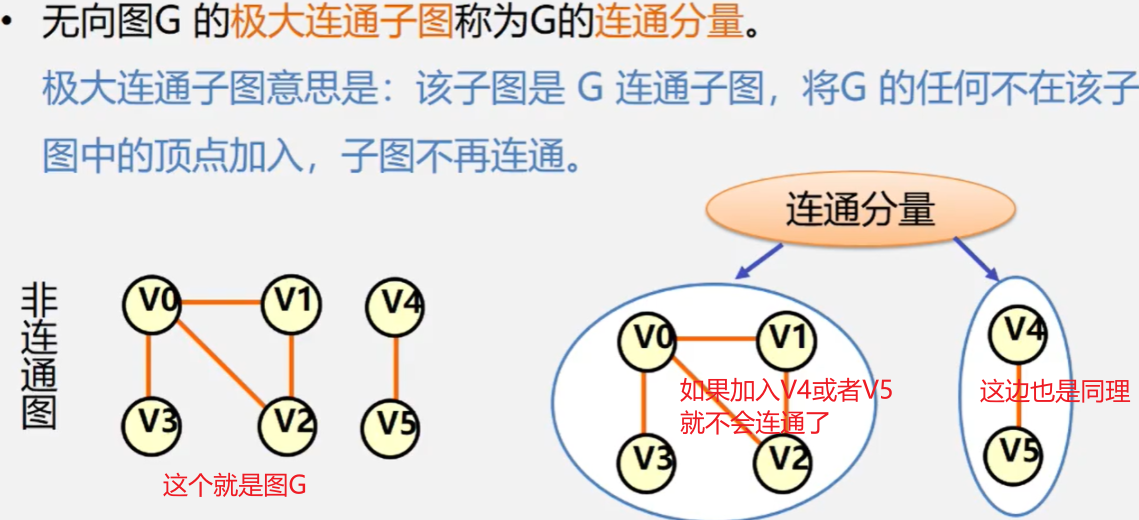 • 无向图G 的极大连通子图称为G的连通分量。
极大连通子图意思是：该子图是 G 连通子图，将G 的任何不在该子
图中的顶点加入，子图不再连通。
连通分量
非连通图
V0
V1
V4
V3
V2
V5
这个就是图G
V0
V1
如果加入V4或者V5
就不会连通了
V3
V2
V4
这边也是同理
V5